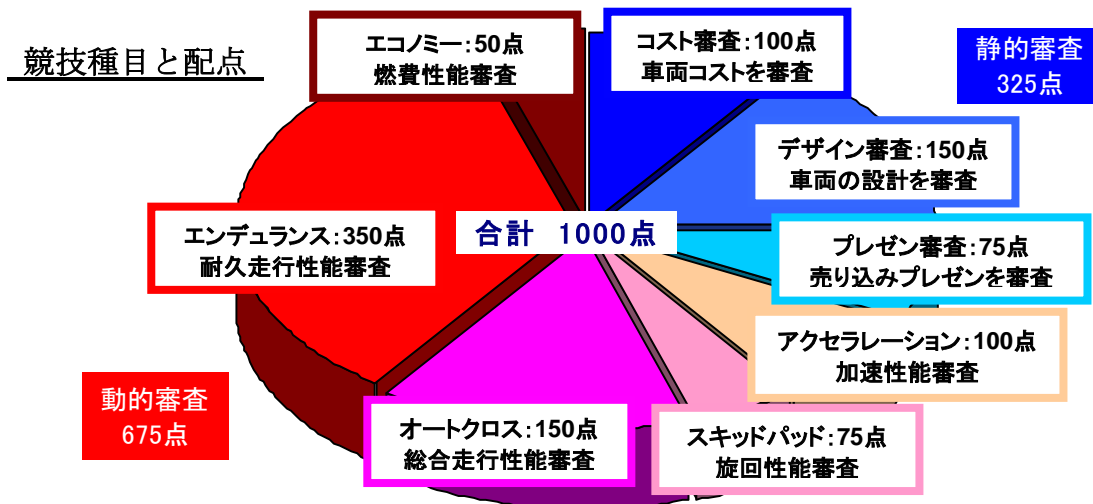 競技種目と配点
エコノミー:50点
燃費性能審査
コスト審査:100点
車両コストを審査
静的審査
325点
デザイン審査:150点
車両の設計を審査
エンデュランス:350点
耐久走行性能審査
合計 1000点
プレゼン審査:75点
売り込みプレゼンを審査
アクセラレーション:100点
加速性能審査
動的審査
675点
オートクロス:150点
総合走行性能審査
スキッドパッド:75点
旋回性能審査